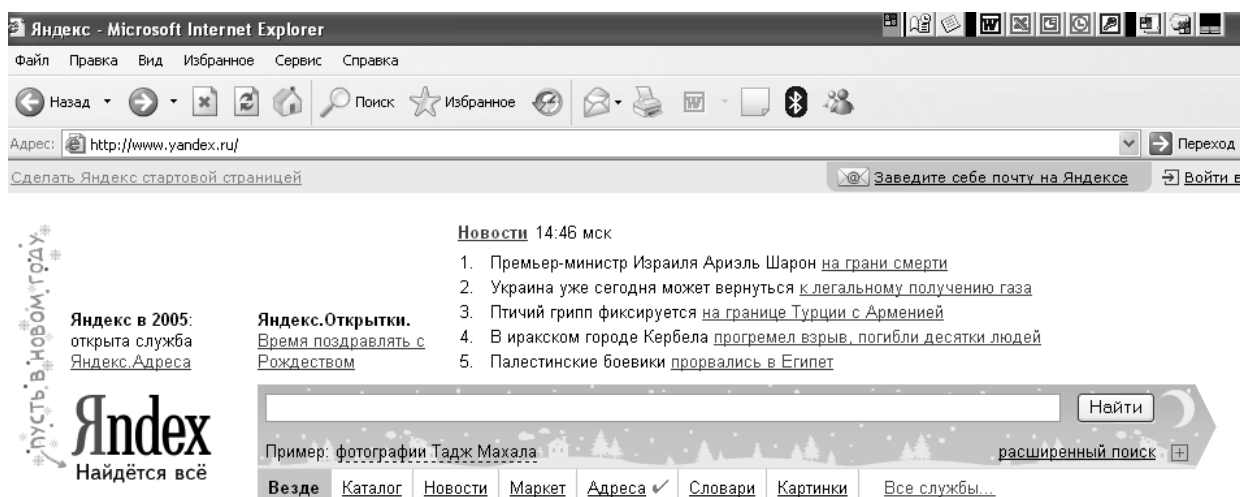 Яндекс - Microsoft Internet Explorer
Файл Правка Вид Избранное Сервис Справка
Назад Поиск Избранное
Адрес: http://www.yandex.ru/ Переход
Сделать Яндекс стартовой страницей Заведите себе почту на Яндексе Войти в
пусть в новом году
Новости 14:46 мск
1. Премьер-министр Израиля Ариэль Шарон на грани смерти
2. Украина уже сегодня может вернуться к легальному получению газа
3. Птичий грипп фиксируется на границе Турции с Арменией
4. В иракском городе Кербела прогремел взрыв, погибли десятки людей
5. Палестинские боевики прорвались в Египет
Яндекс в 2005:
открыта служба
Яндекс.Адреса
Яндекс.Открытки.
Время поздравлять с
Рождеством
Яndex
Найдётся всё
Найти
Пример: фотографии Тадж Махала расширенный поиск
Везде Каталог Новости Маркет Адреса Словари Картинки Все службы...